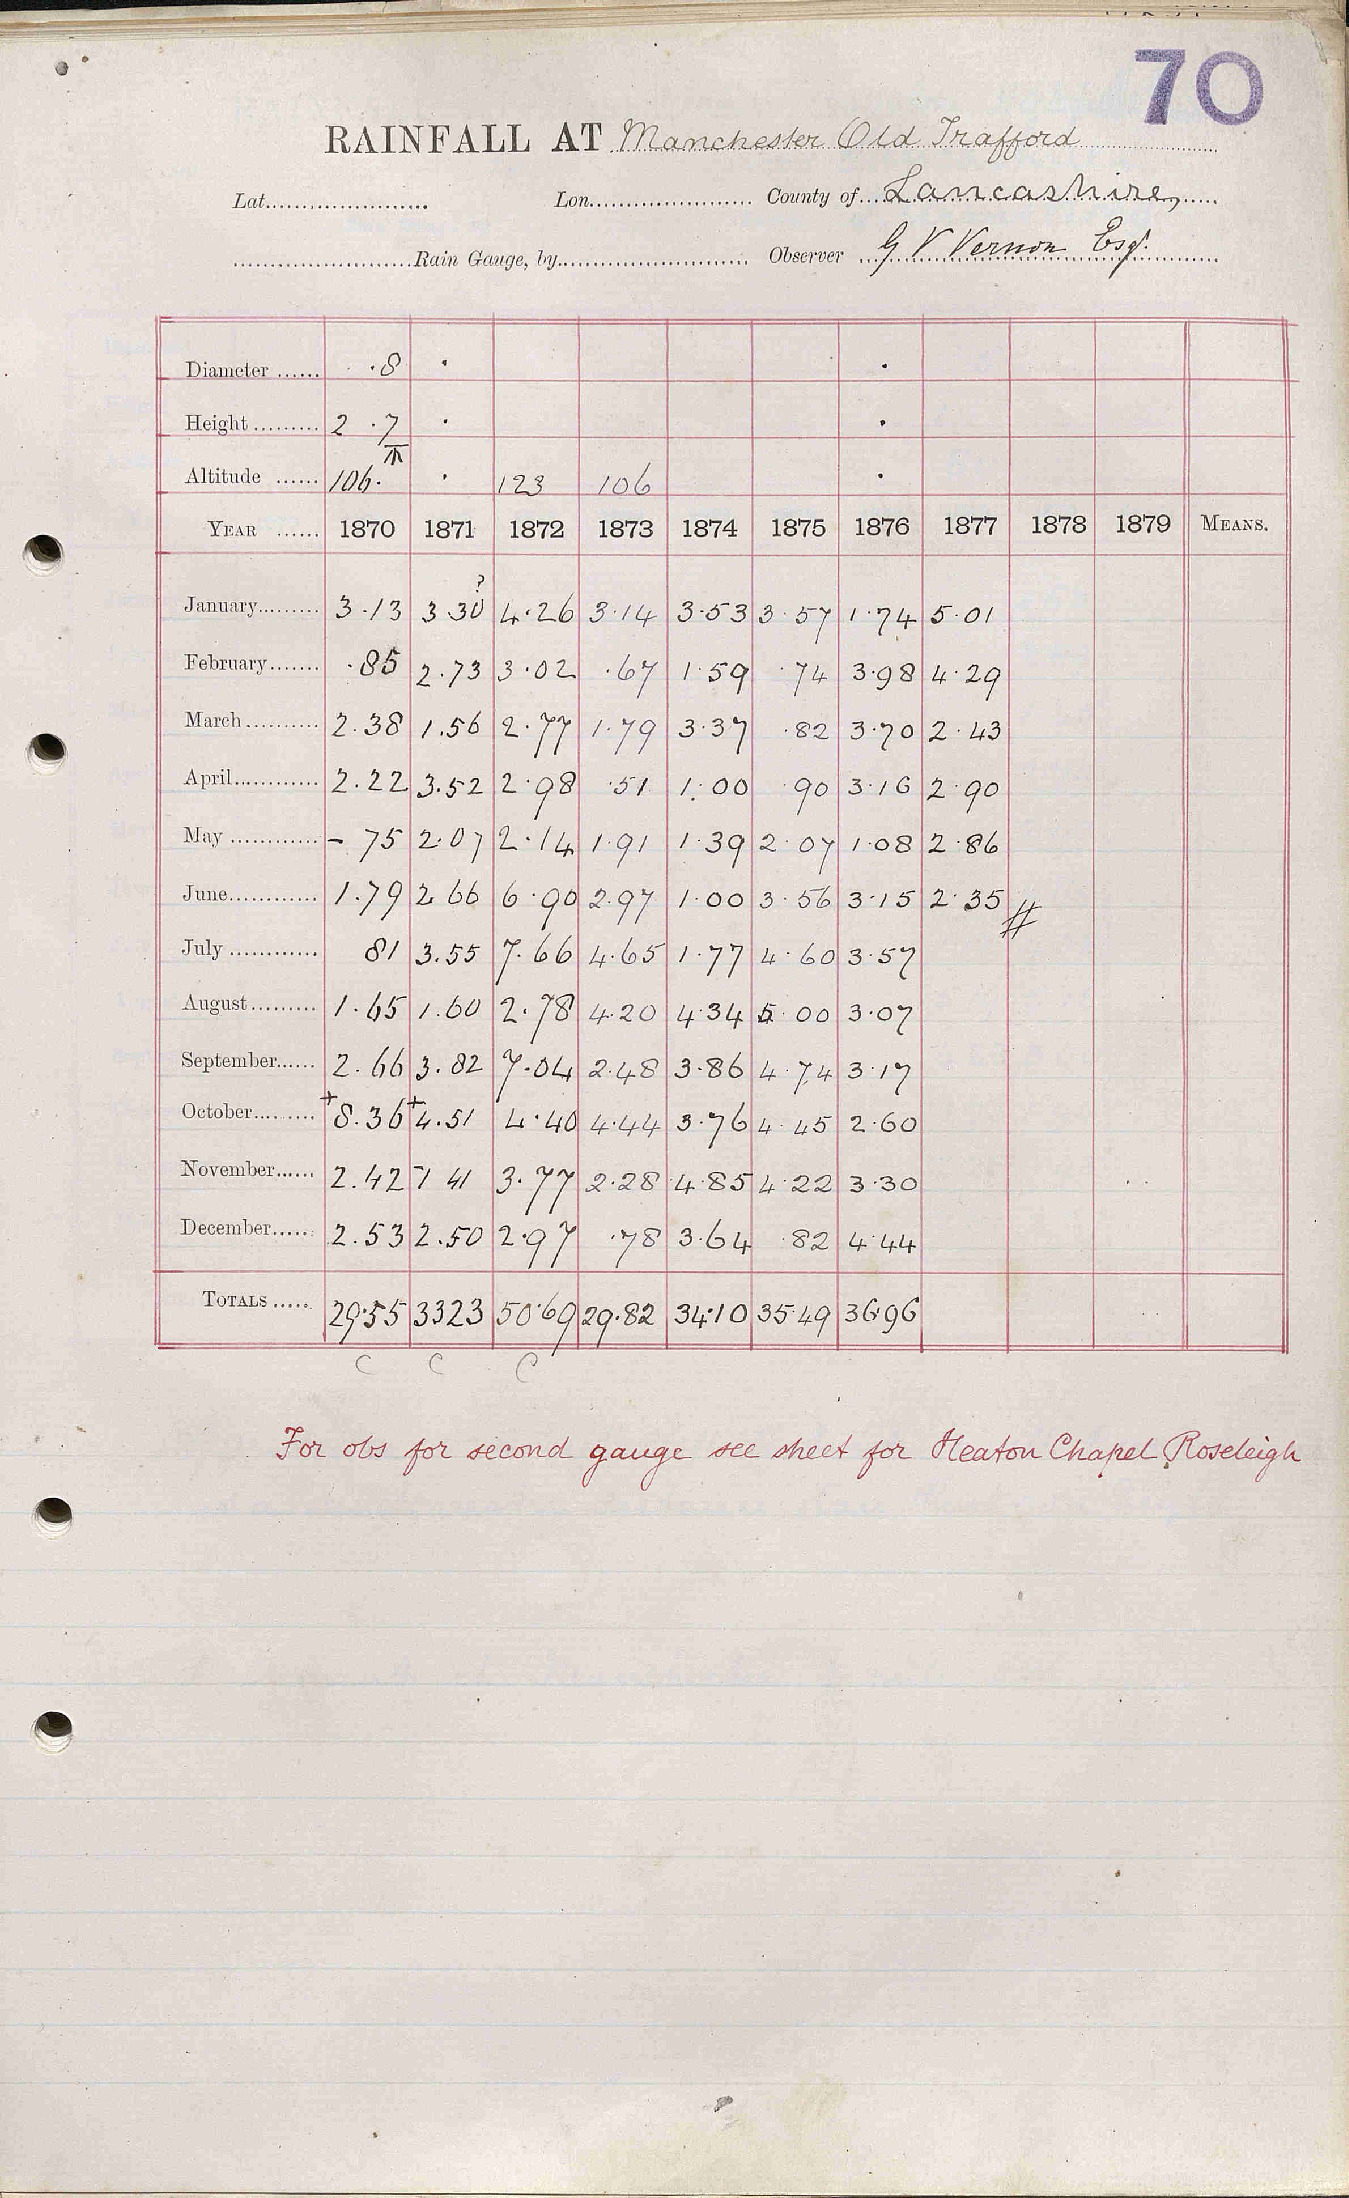 70
RAINFALL AT Manchester Old Trafford
Lat. Lon. County of Lancashire,
Rain Gauge, by Observer G V Vernon Esq.
Diameter ...... ·8 · ·
Height ......... 2 ·7 · ·
Altitude ...... 106· · 123 106 ·
YEAR ...... 1870 1871 1872 1873 1874 1875 1876 1877 1878 1879 MEANS.
January......... 3·13 3 30? 4·26 3·14 3·53 3·57 1·74 5·01
February....... ·85 2.73 3·02 ·67 1·59 ·74 3·98 4·29
March .......... 2.38 1.56 2·77 1·79 3·37 ·82 3·70 2·43
April............ 2.22 3.52 2·98 ·51 1·00 90 3·16 2·90
May ............ - 75 2·07 2·14 1·91 1·39 2·07 1·08 2·86
June............. 1.79 2 66 6·90 2·97 1·00 3·56 3·15 2·35 #
July ............ 81 3.55 7·66 4·65 1·77 4·60 3·57
August......... 1.65 1.60 2·78 4·20 4·34 5·00 3·07
September...... 2.66 3.82 7·04 2·48 3·86 4·74 3·17
October......... +8.36 +4.51 4·40 4·44 3·76 4·45 2·60
November...... 2.42 1 41 3·77 2·28 4·85 4·22 3·30
December...... 2.53 2.50 2·97 ·78 3·64 ·82 4·44
TOTALS ..... 29·55 3323 50·69 29·82 34·10 35·49 36·96
C C C
For obs for second gauge see sheet for Heaton Chapel Roseleigh